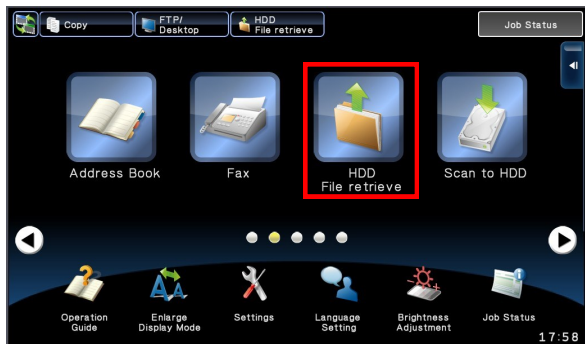 Copy
FTP/
Desktop
HDD
File retrieve
Job Status
Address Book
Fax
HDD
File retrieve
Scan to HDD
Operation
Guide
Enlarge
Display Mode
Settings
Language
Setting
Brightness
Adjustment
Job Status
17:58